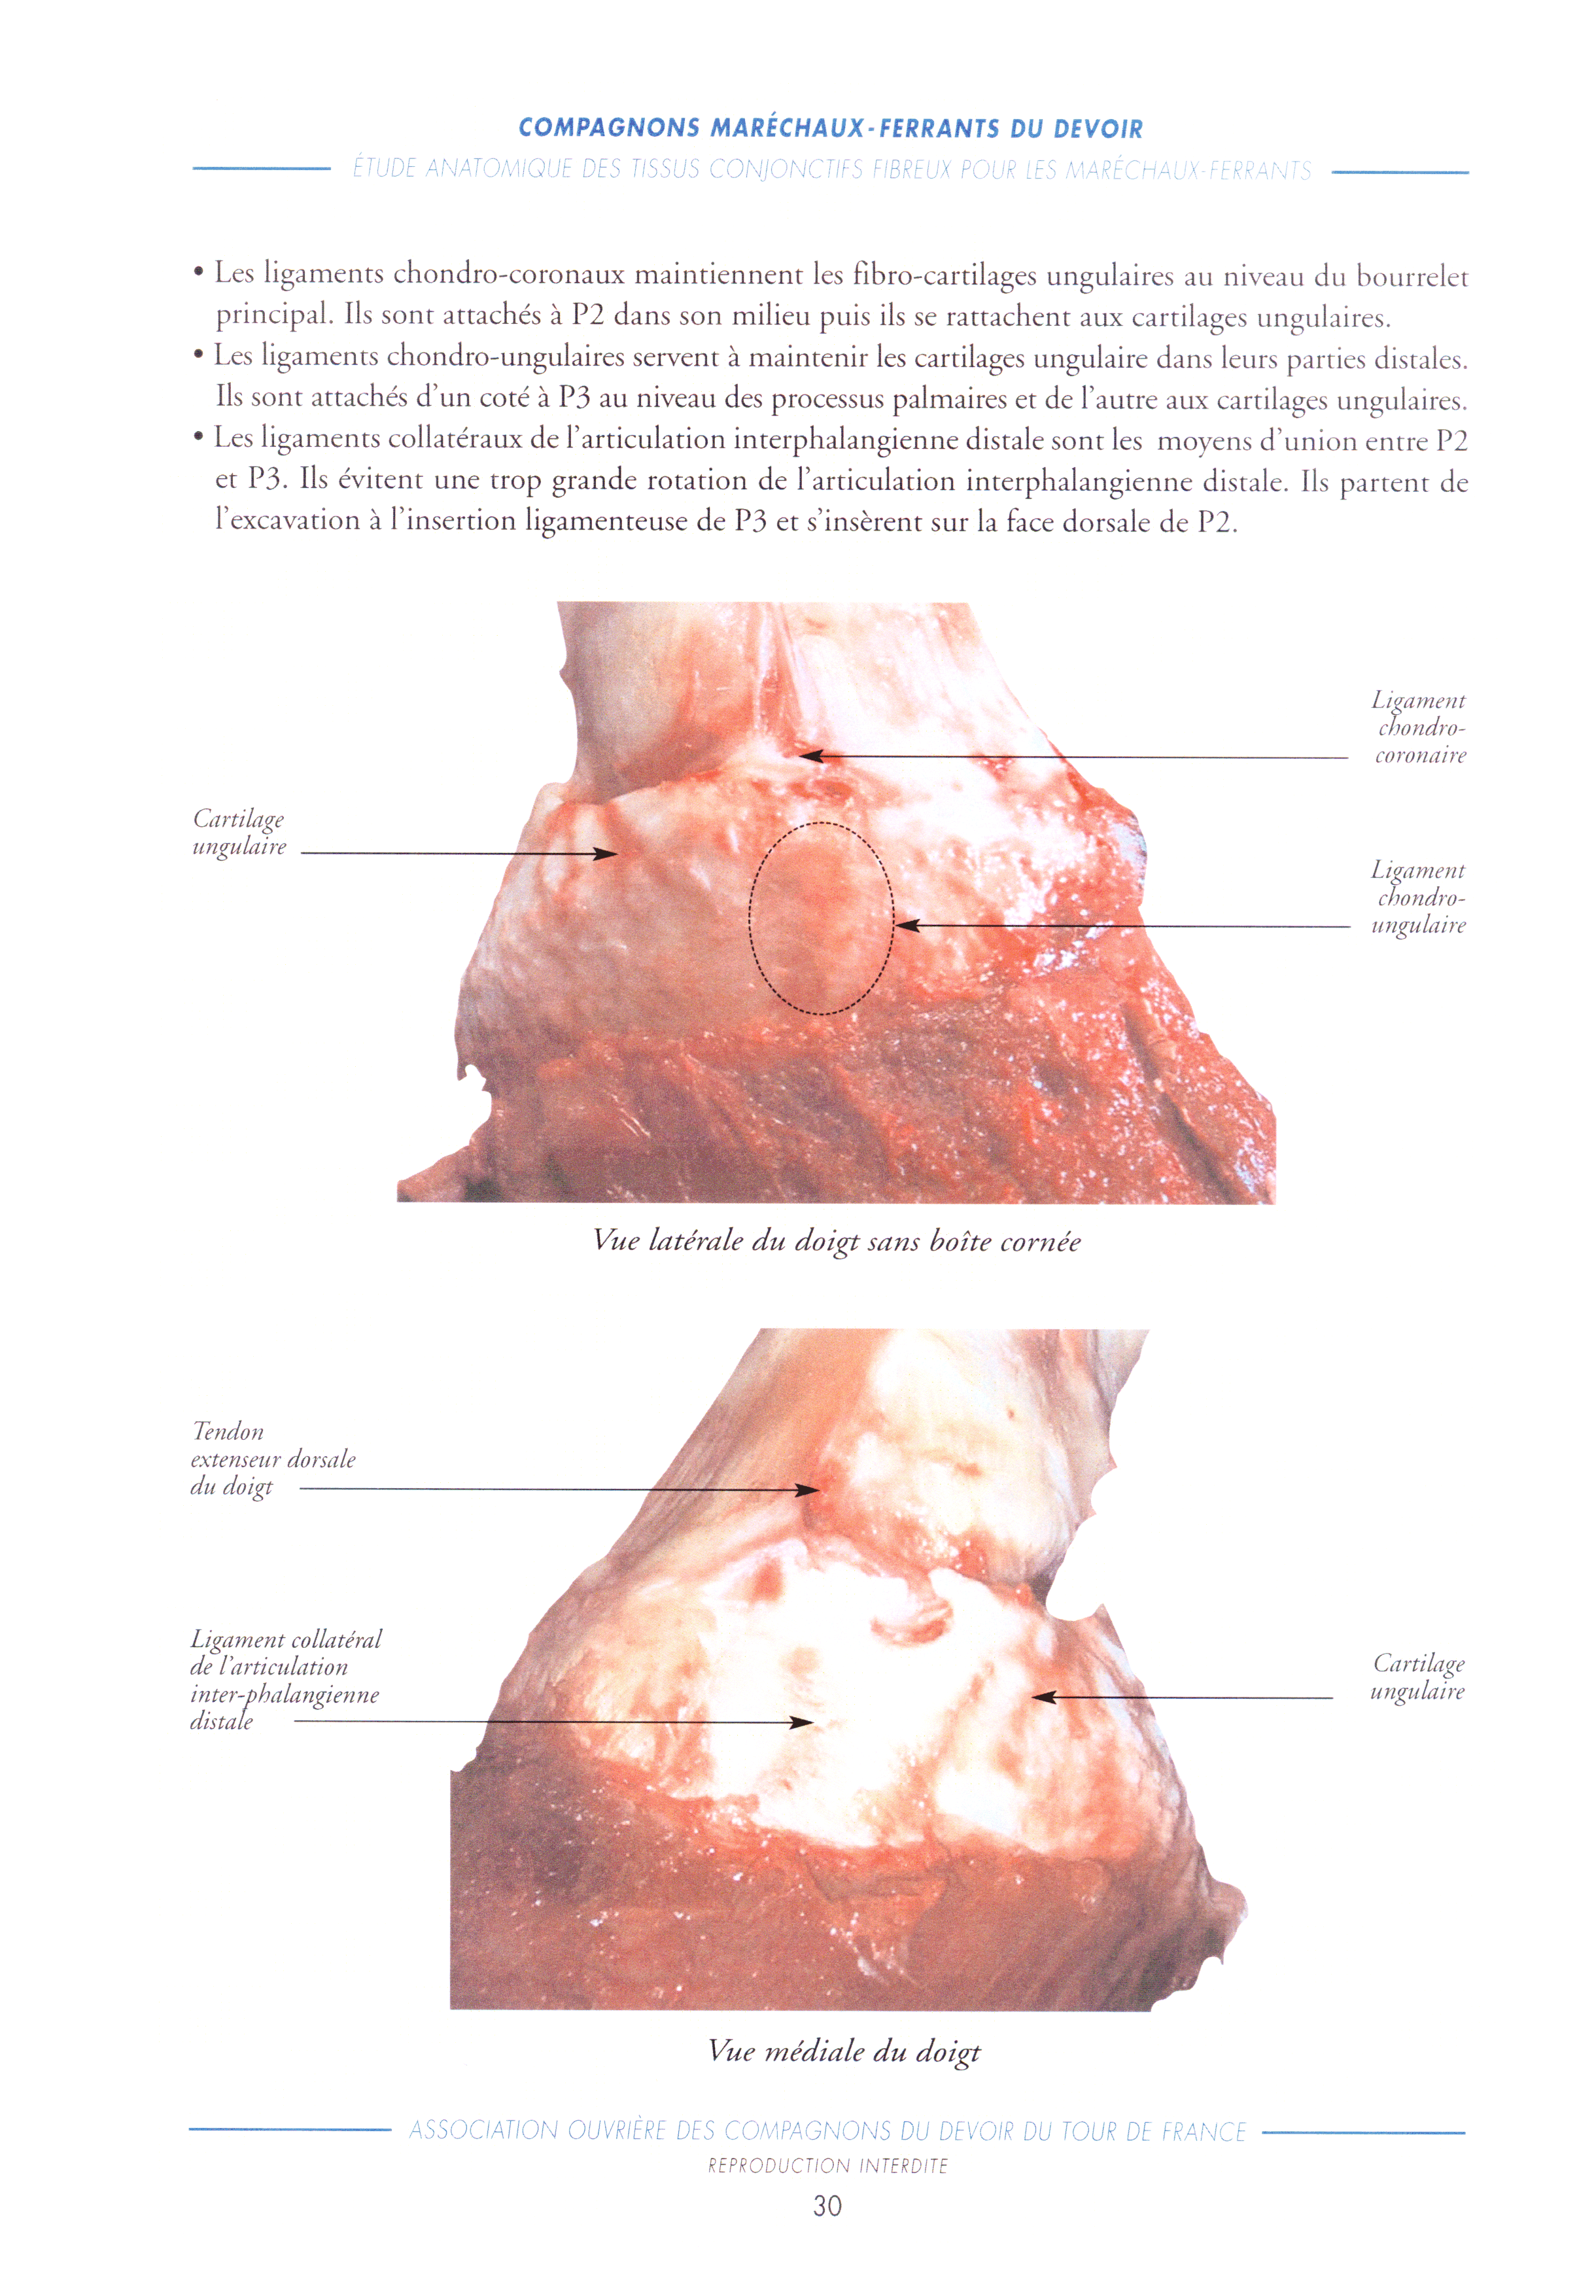 COMPAGNONS MARÉCHAUX-FERRANTS DU DEVOIR
ÉTUDE ANATOMIQUE DES TISSUS CONJONCTIFS FIBREUX POUR LES MARÉCHAUX-FERRANTS
• Les ligaments chondro-coronaux maintiennent les fibro-cartilages ungulaires au niveau du bourrelet
principal. Ils sont attachés à P2 dans son milieu puis ils se rattachent aux cartilages ungulaires.
• Les ligaments chondro-ungulaires servent à maintenir les cartilages ungulaire dans leurs parties distales.
Ils sont attachés d'un coté à P3 au niveau des processus palmaires et de l'autre aux cartilages ungulaires.
• Les ligaments collatéraux de l'articulation interphalangienne distale sont les moyens d'union entre P2
et P3. Ils évitent une trop grande rotation de l'articulation interphalangienne distale. Ils partent de
l'excavation à l'insertion ligamenteuse de P3 et s'insèrent sur la face dorsale de P2.
Ligament
chondro-
coronaire
Cartilage
ungulaire
Ligament
chondro-
ungulaire
Vue latérale du doigt sans boîte cornée
Tendon
extenseur dorsale
du doigt
Ligament collatéral
de l'articulation
inter-phalangienne
distale
Cartilage
ungulaire
Vue médiale du doigt
ASSOCIATION OUVRIÈRE DES COMPAGNONS DU DEVOIR DU TOUR DE FRANCE
REPRODUCTION INTERDITE
30